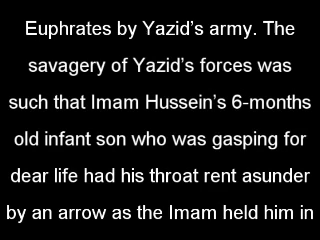 Euphrates by Yazid’s army. The
savagery of Yazid’s forces was
such that Imam Hussein’s 6-months
old infant son who was gasping for
dear life had his throat rent asunder
by an arrow as the Imam held him in